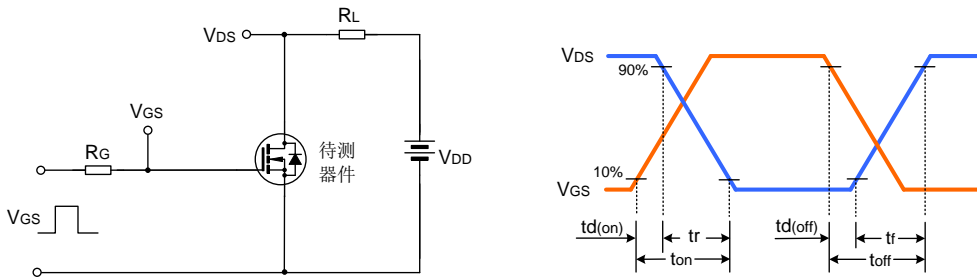 RL
VDS
VGS
RG
待测
器件
VDD
VGS
VDS
90%
10%
VGS
td(on)
tr
ton
td(off)
tf
toff